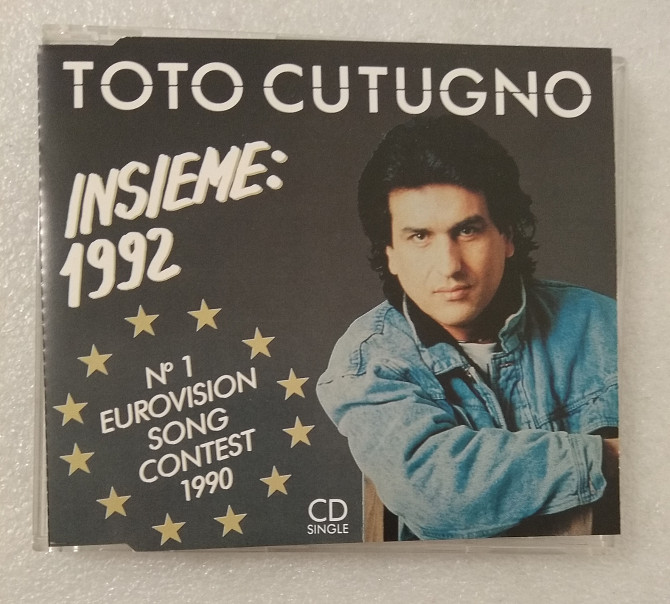 TOTO CUTUGNO
INSIEME:
1992
Nº 1
EUROVISION
SONG
CONTEST
1990
CD
SINGLE